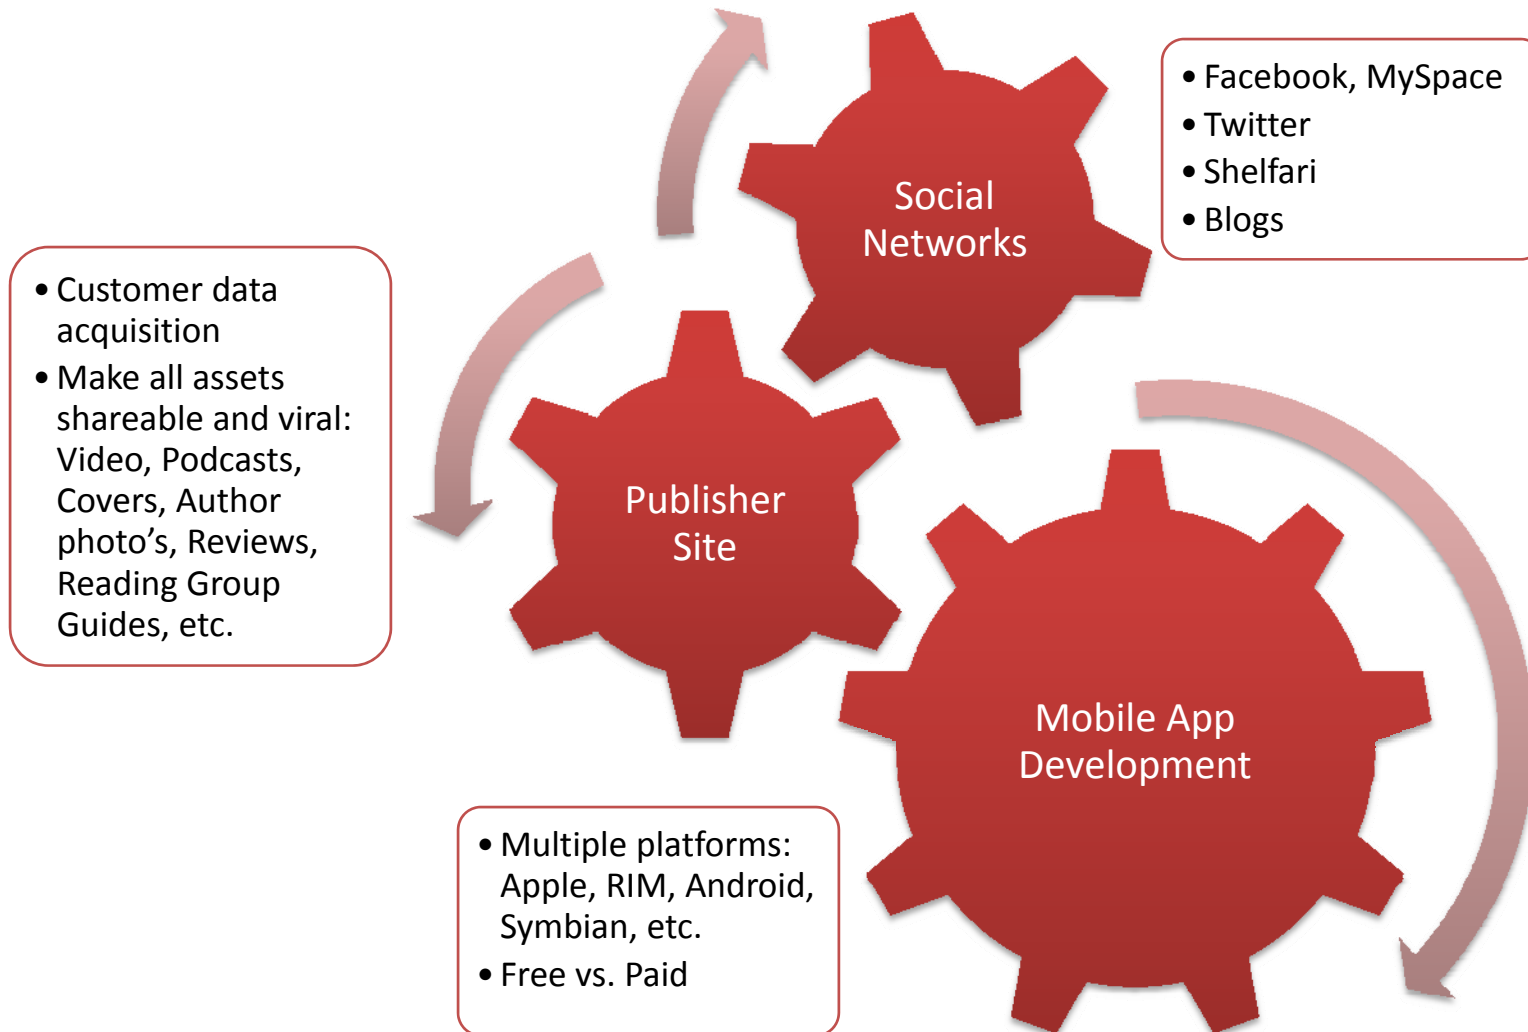 Social
Networks
• Facebook, MySpace
• Twitter
• Shelfari
• Blogs
• Customer data
acquisition
• Make all assets
shareable and viral:
Video, Podcasts,
Covers, Author
photo’s, Reviews,
Reading Group
Guides, etc.
Publisher
Site
Mobile App
Development
• Multiple platforms:
Apple, RIM, Android,
Symbian, etc.
• Free vs. Paid